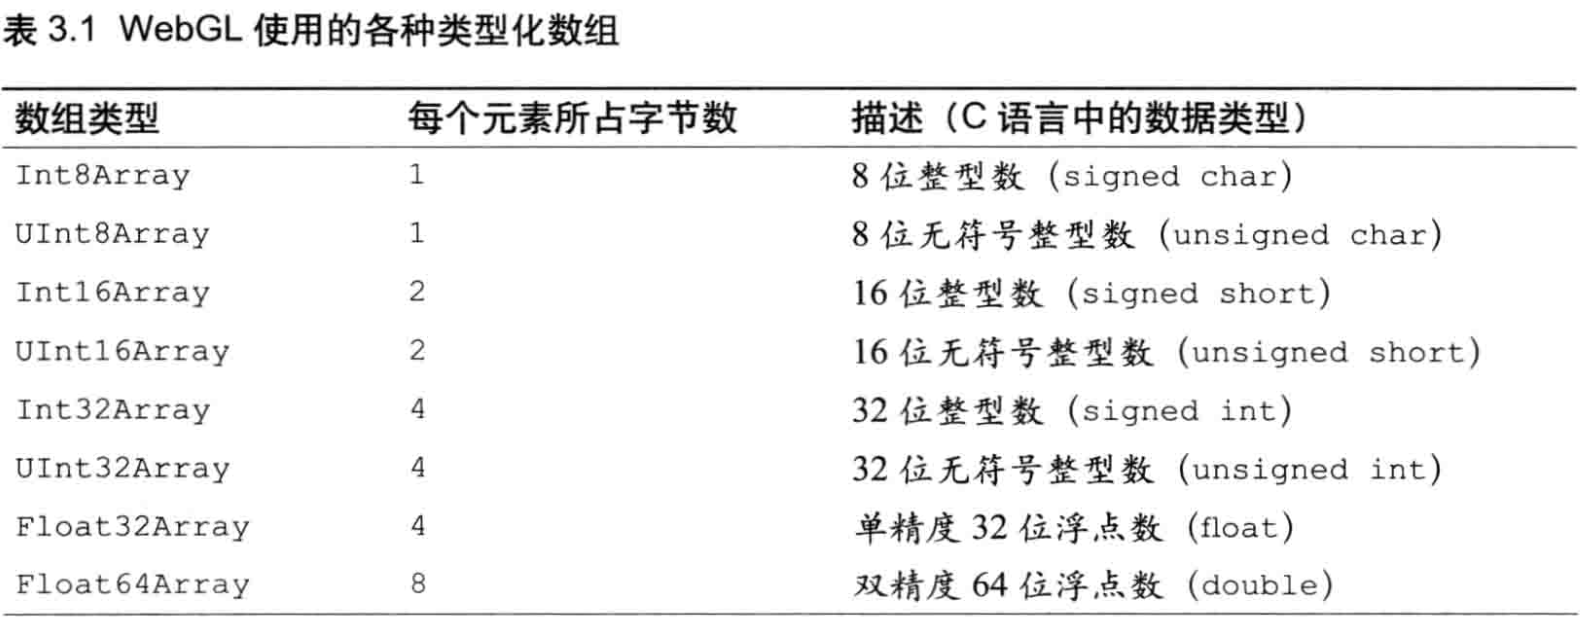 表 3.1 WebGL 使用的各种类型化数组
数组类型 每个元素所占字节数 描述（C 语言中的数据类型）
Int8Array 1 8 位整型数 (signed char)
UInt8Array 1 8 位无符号整型数 (unsigned char)
Int16Array 2 16 位整型数 (signed short)
UInt16Array 2 16 位无符号整型数 (unsigned short)
Int32Array 4 32 位整型数 (signed int)
UInt32Array 4 32 位无符号整型数 (unsigned int)
Float32Array 4 单精度 32 位浮点数 (float)
Float64Array 8 双精度 64 位浮点数 (double)